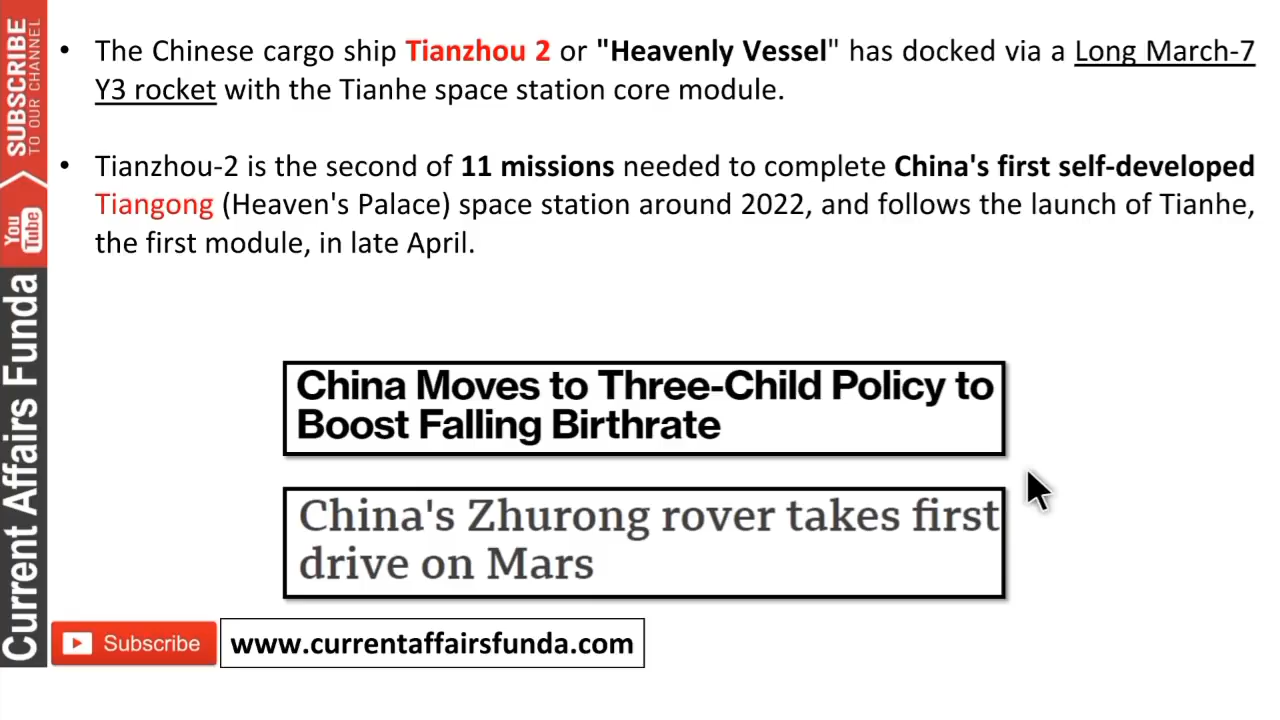 • The Chinese cargo ship Tianzhou 2 or "Heavenly Vessel" has docked via a Long March-7
Y3 rocket with the Tianhe space station core module.
• Tianzhou-2 is the second of 11 missions needed to complete China's first self-developed
Tiangong (Heaven's Palace) space station around 2022, and follows the launch of Tianhe,
the first module, in late April.
China Moves to Three-Child Policy to
Boost Falling Birthrate
China's Zhurong rover takes first
drive on Mars
Subscribe
www.currentaffairsfunda.com
SUBSCRIBE
TO OUR CHANNEL
You
Tube
Current Affairs Funda